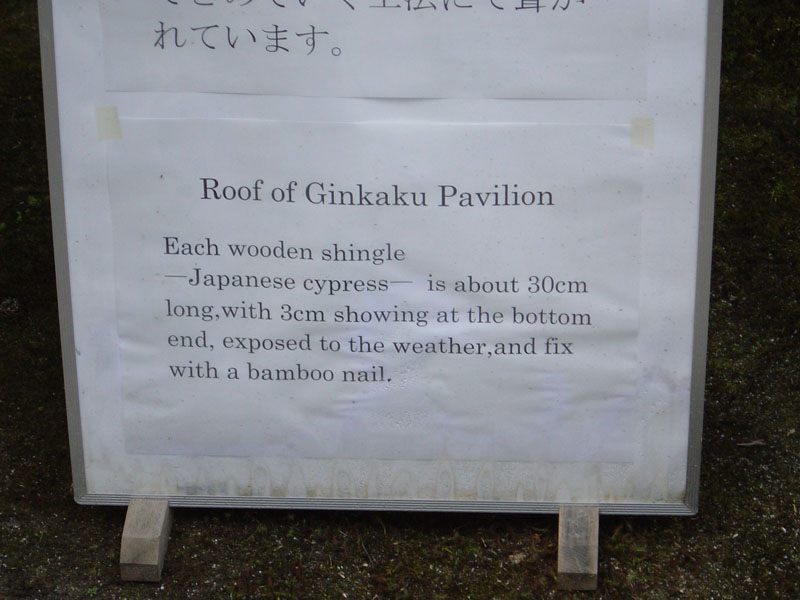 れています。
Roof of Ginkaku Pavilion
Each wooden shingle
—Japanese cypress— is about 30cm
long,with 3cm showing at the bottom
end, exposed to the weather,and fix
with a bamboo nail.